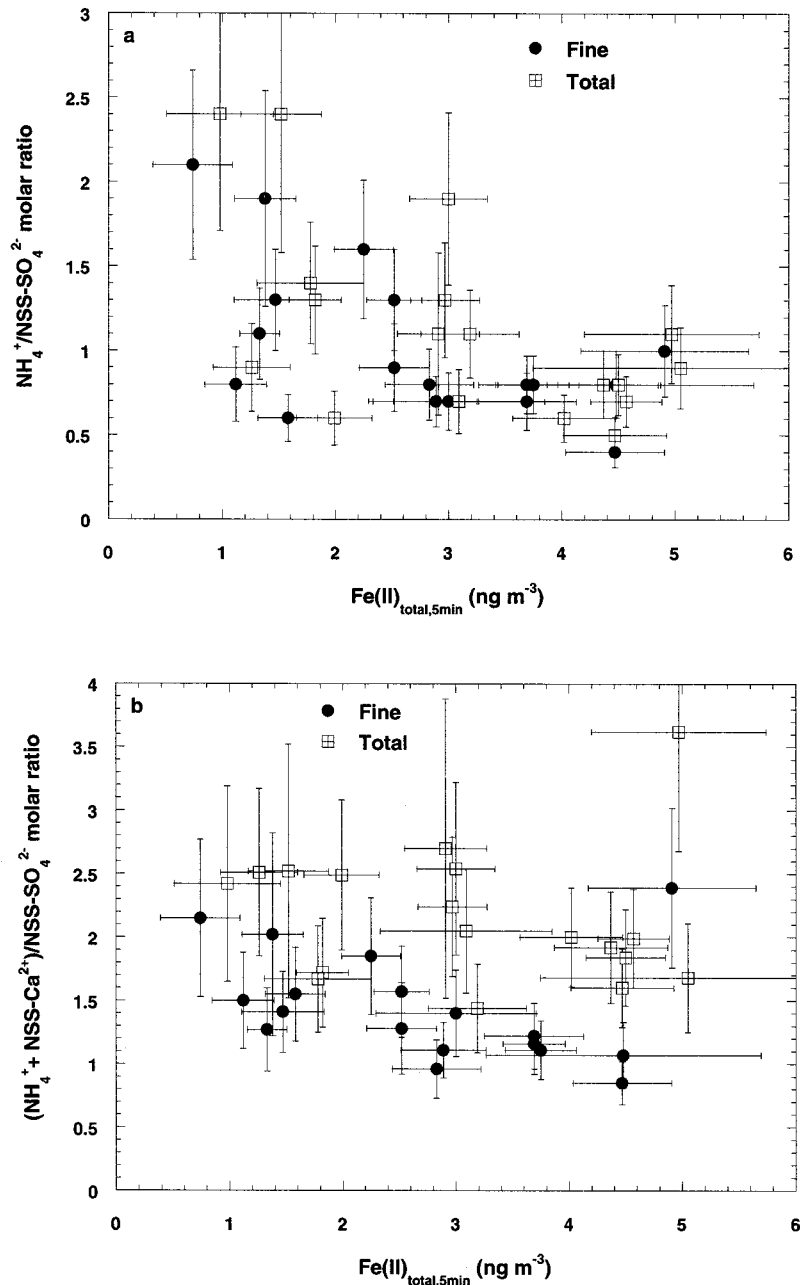 a
Fine
Total
3
2.5
2
1.5
1
0.5
0
NH₄⁺/NSS-SO₄²⁻ molar ratio
0 1 2 3 4 5 6
Fe(II)total,5min (ng m⁻³)
b
Fine
Total
4
3.5
3
2.5
2
1.5
1
0.5
0
(NH₄⁺+ NSS-Ca²⁺)/NSS-SO₄²⁻ molar ratio
0 1 2 3 4 5 6
Fe(II)total,5min (ng m⁻³)